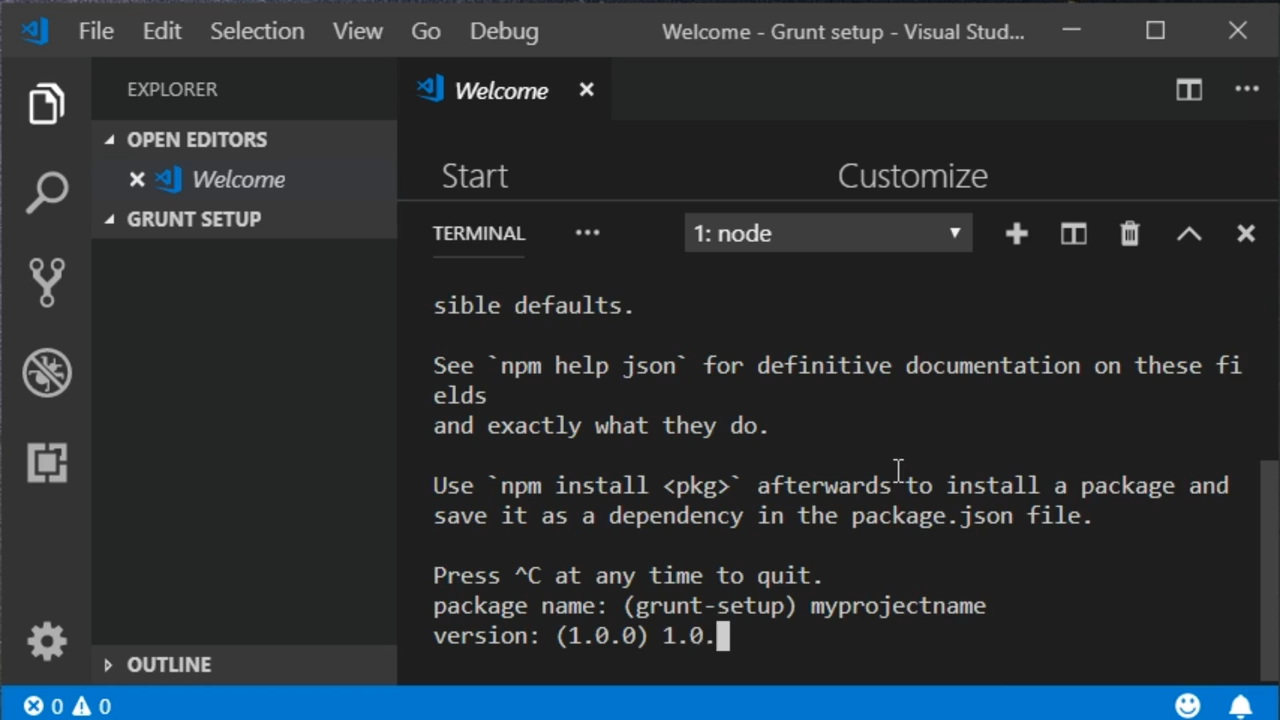 File Edit Selection View Go Debug Welcome - Grunt setup - Visual Stud...
EXPLORER
Welcome
OPEN EDITORS
Welcome
GRUNT SETUP
Start Customize
TERMINAL 1: node
sible defaults.
See `npm help json` for definitive documentation on these fi
elds
and exactly what they do.
Use `npm install <pkg>` afterwards to install a package and
save it as a dependency in the package.json file.
Press ^C at any time to quit.
package name: (grunt-setup) myprojectname
version: (1.0.0) 1.0.
OUTLINE
0 0